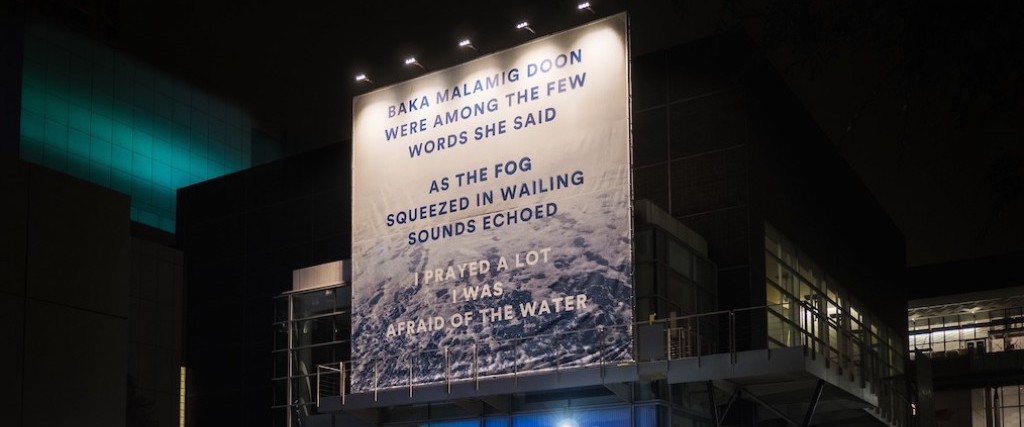 BAKA MALAMIG DOON
WERE AMONG THE FEW
WORDS SHE SAID
AS THE FOG
SQUEEZED IN WAILING
SOUNDS ECHOED
I PRAYED A LOT
I WAS
AFRAID OF THE WATER